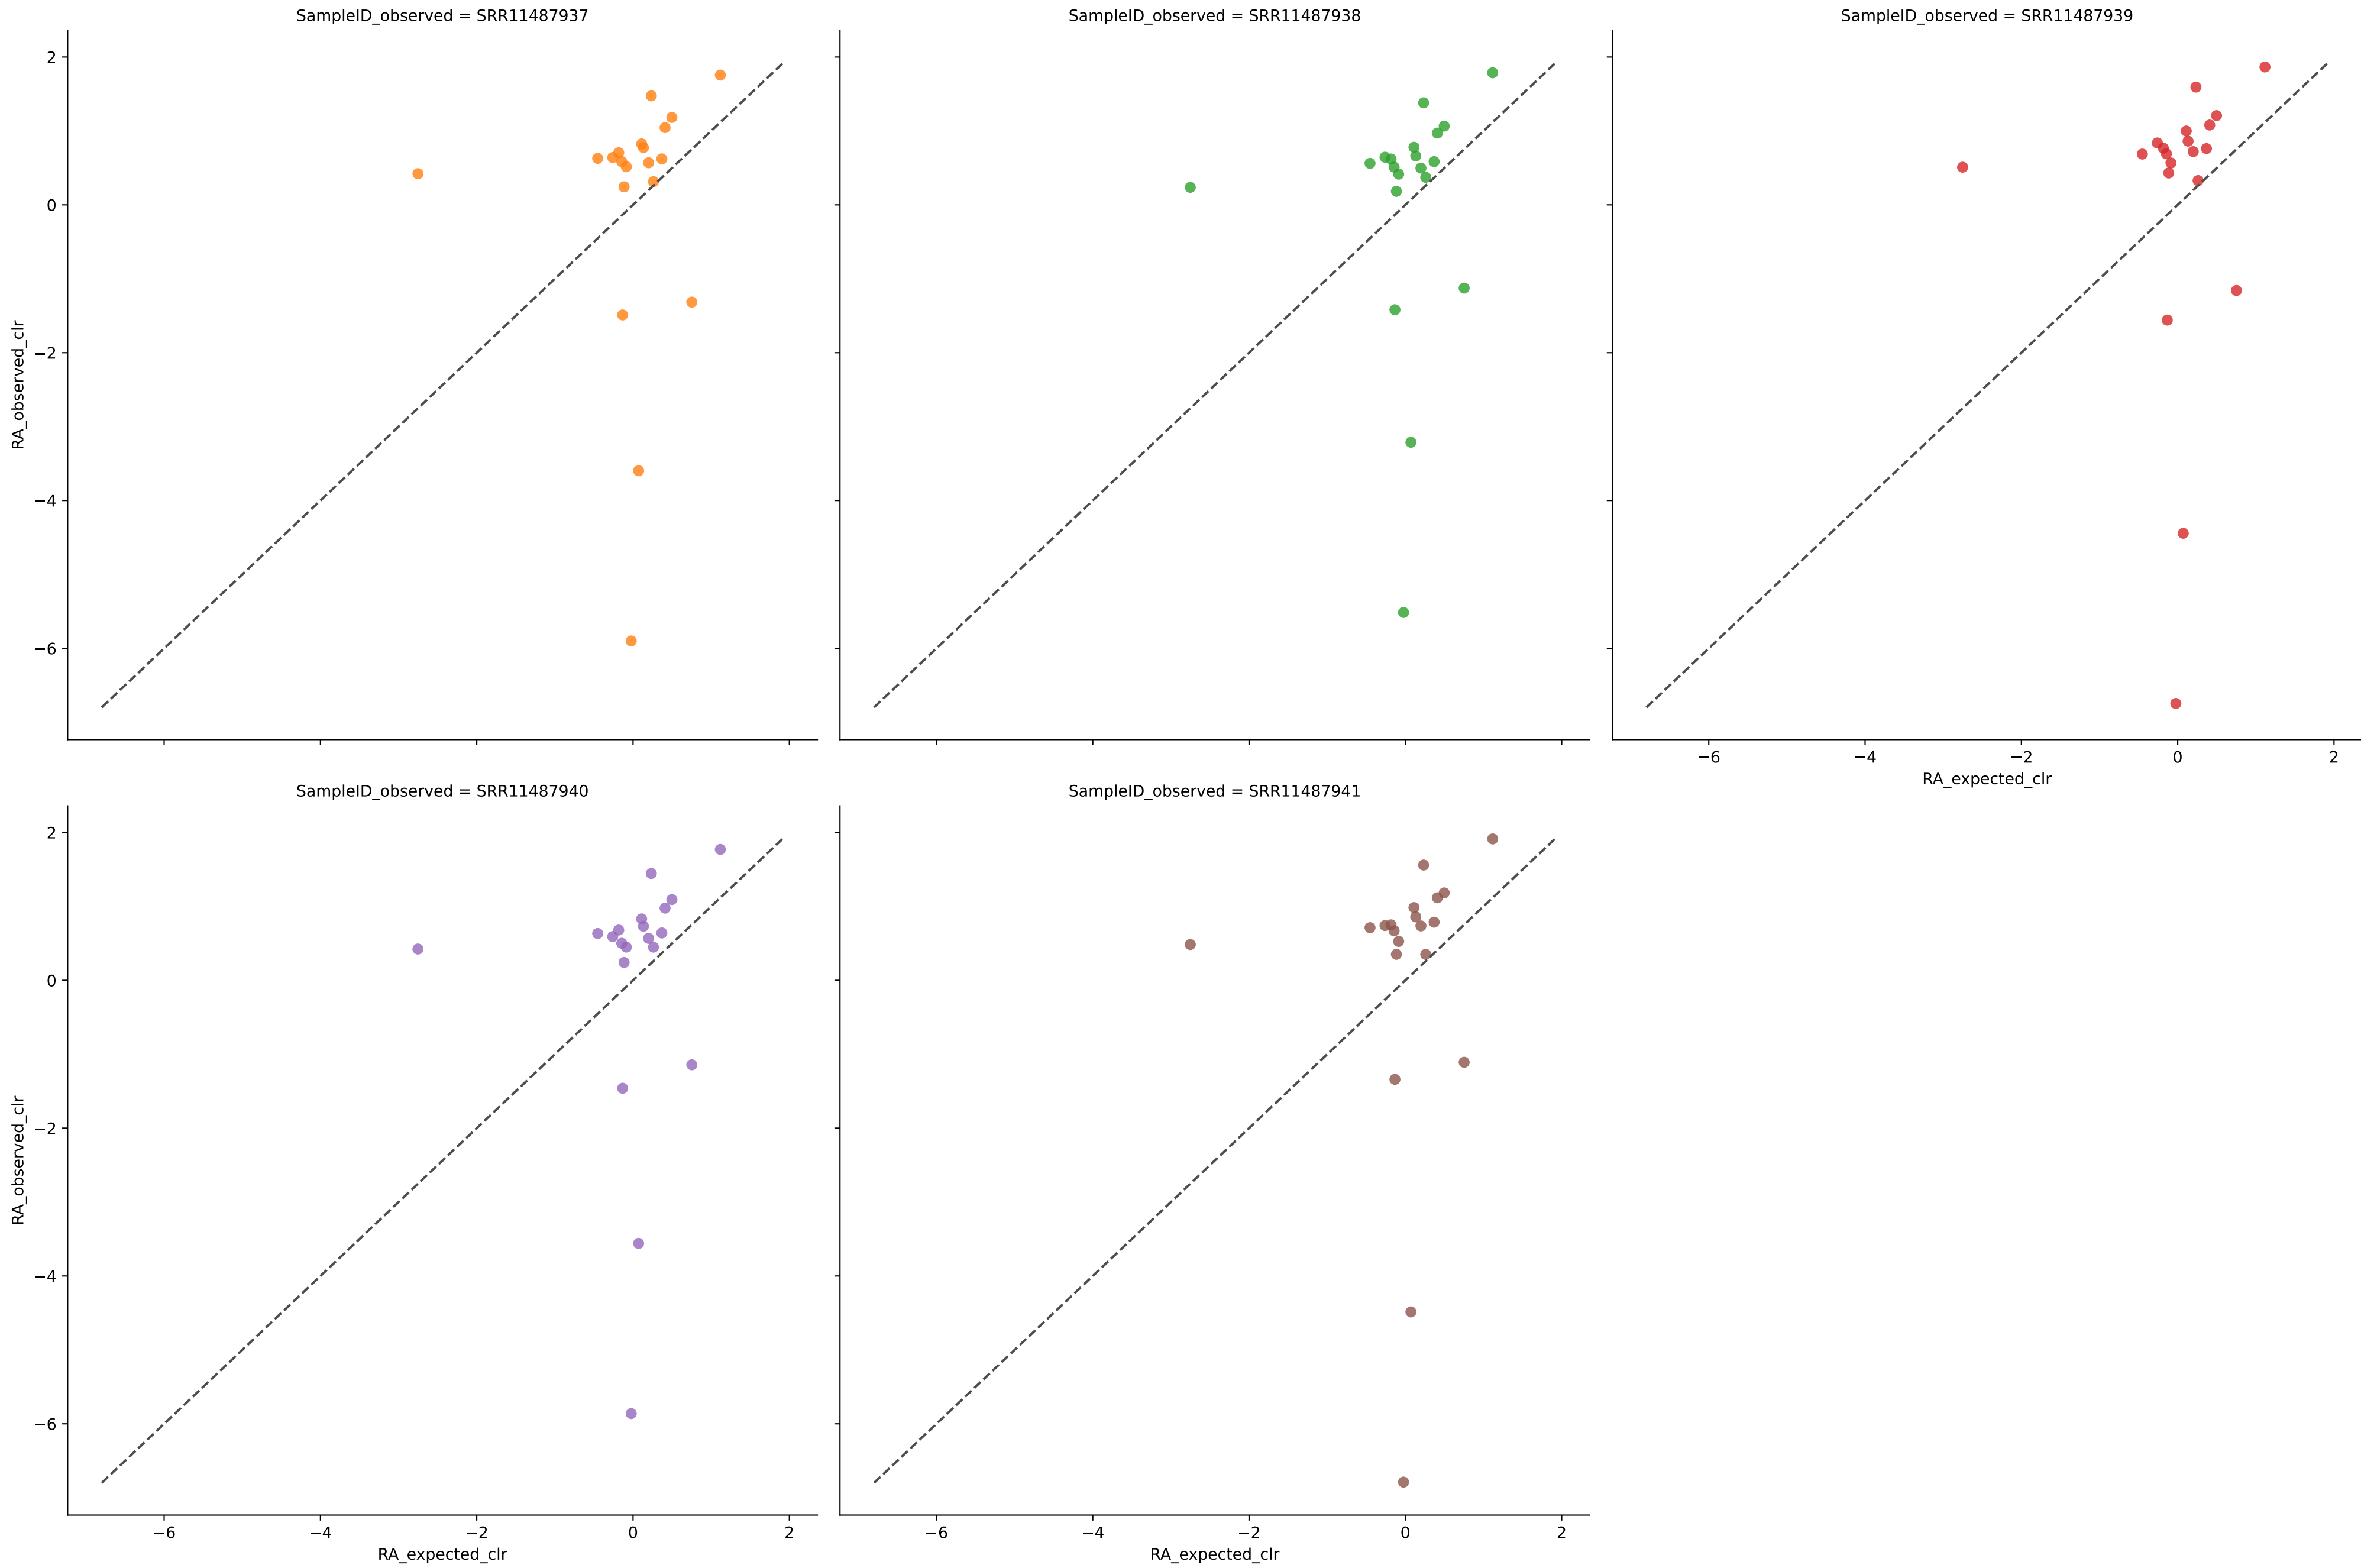 SampleID_observed = SRR11487937
SampleID_observed = SRR11487938
SampleID_observed = SRR11487939
2
0
−2
−4
−6
RA_observed_clr
−6
−4
−2
0
2
RA_expected_clr
SampleID_observed = SRR11487940
SampleID_observed = SRR11487941
2
0
−2
−4
−6
RA_observed_clr
−6
−4
−2
0
2
RA_expected_clr
−6
−4
−2
0
2
RA_expected_clr